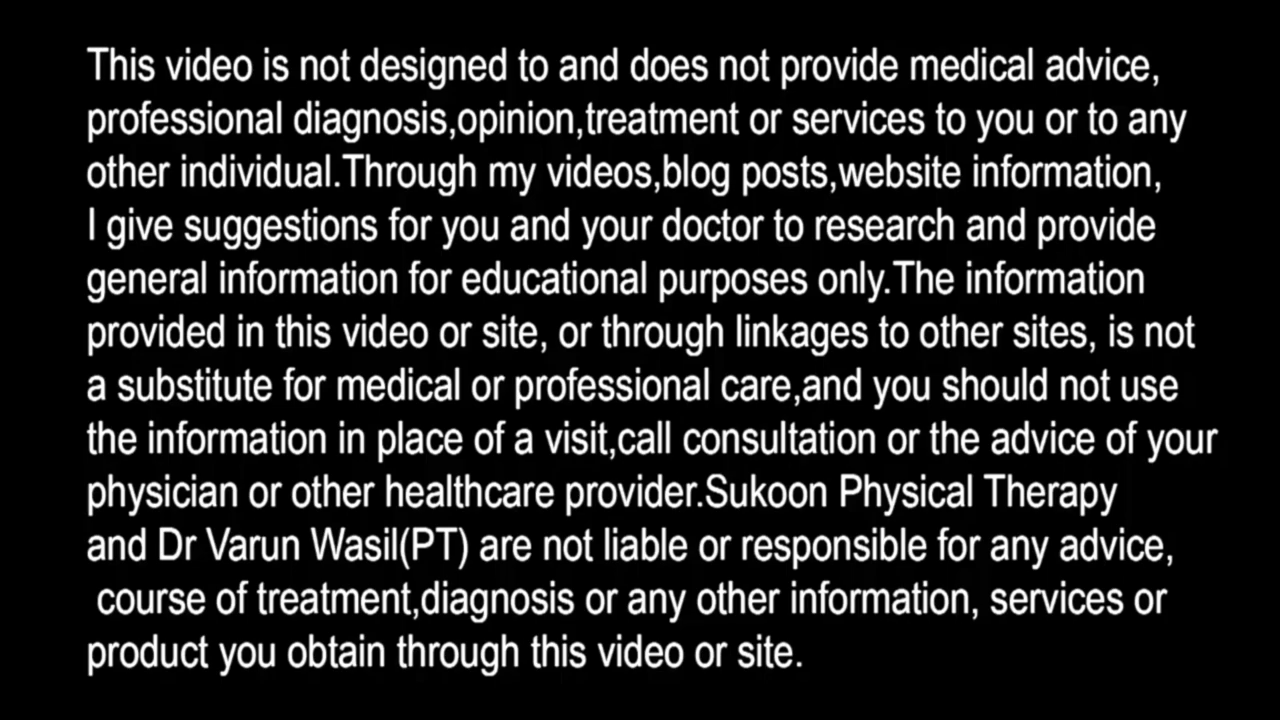 This video is not designed to and does not provide medical advice,
professional diagnosis,opinion,treatment or services to you or to any
other individual.Through my videos,blog posts,website information,
I give suggestions for you and your doctor to research and provide
general information for educational purposes only.The information
provided in this video or site, or through linkages to other sites, is not
a substitute for medical or professional care,and you should not use
the information in place of a visit,call consultation or the advice of your
physician or other healthcare provider.Sukoon Physical Therapy
and Dr Varun Wasil(PT) are not liable or responsible for any advice,
course of treatment,diagnosis or any other information, services or
product you obtain through this video or site.